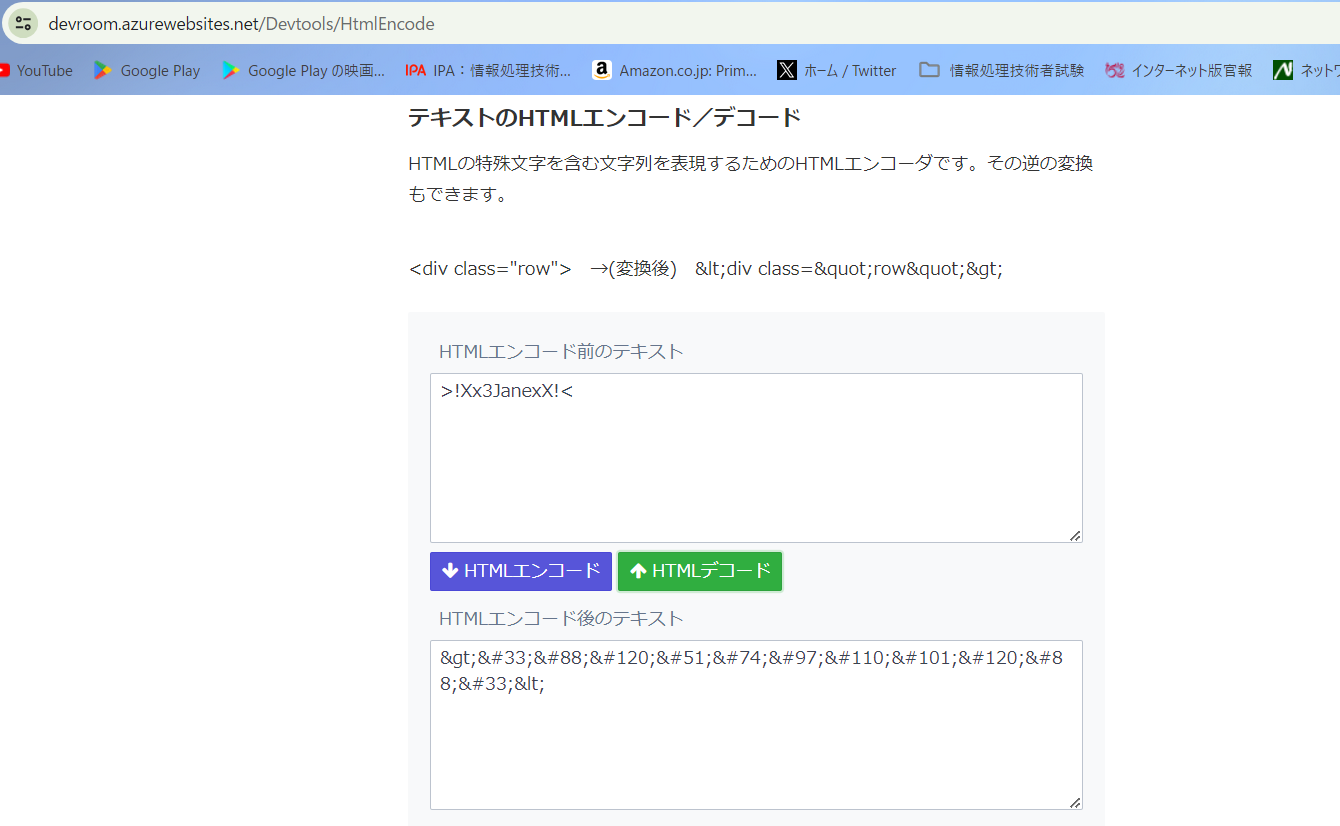 devroom.azurewebsites.net/Devtools/HtmlEncode
YouTube Google Play Google Play の映画... IPA IPA：情報処理技術... a Amazon.co.jp: Prim... X ホーム / Twitter 情報処理技術者試験 インターネット版官報 N ネットワ
テキストのHTMLエンコード／デコード
HTMLの特殊文字を含む文字列を表現するためのHTMLエンコーダです。その逆の変換
もできます。
<div class="row">　→(変換後)　&lt;div class=&quot;row&quot;&gt;
HTMLエンコード前のテキスト
>!Xx3JanexX!<
HTMLエンコード HTMLデコード
HTMLエンコード後のテキスト
&gt;&#33;&#88;&#120;&#51;&#74;&#97;&#110;&#101;&#120;&#8
8;&#33;&lt;